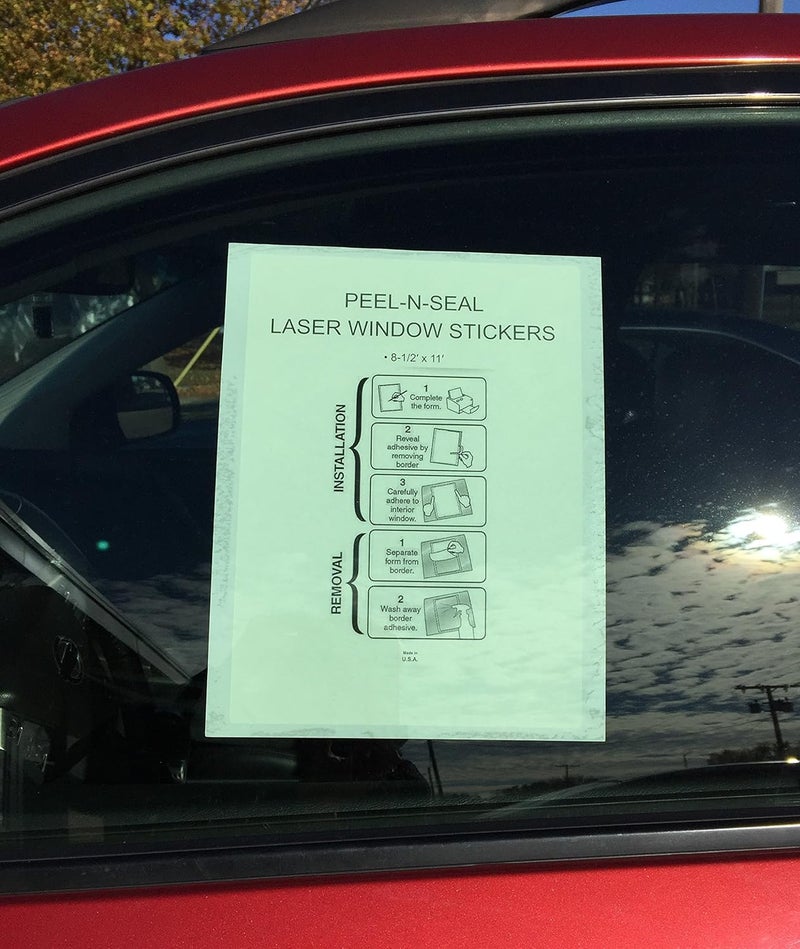 PEEL-N-SEAL
LASER WINDOW STICKERS
• 8-1/2' x 11'
INSTALLATION
1
Complete
the form.
2
Reveal
adhesive by
removing
border
3
Carefully
adhere to
interior
window.
REMOVAL
1
Separate
form from
border.
2
Wash away
border
adhesive.
Made in
U.S.A.